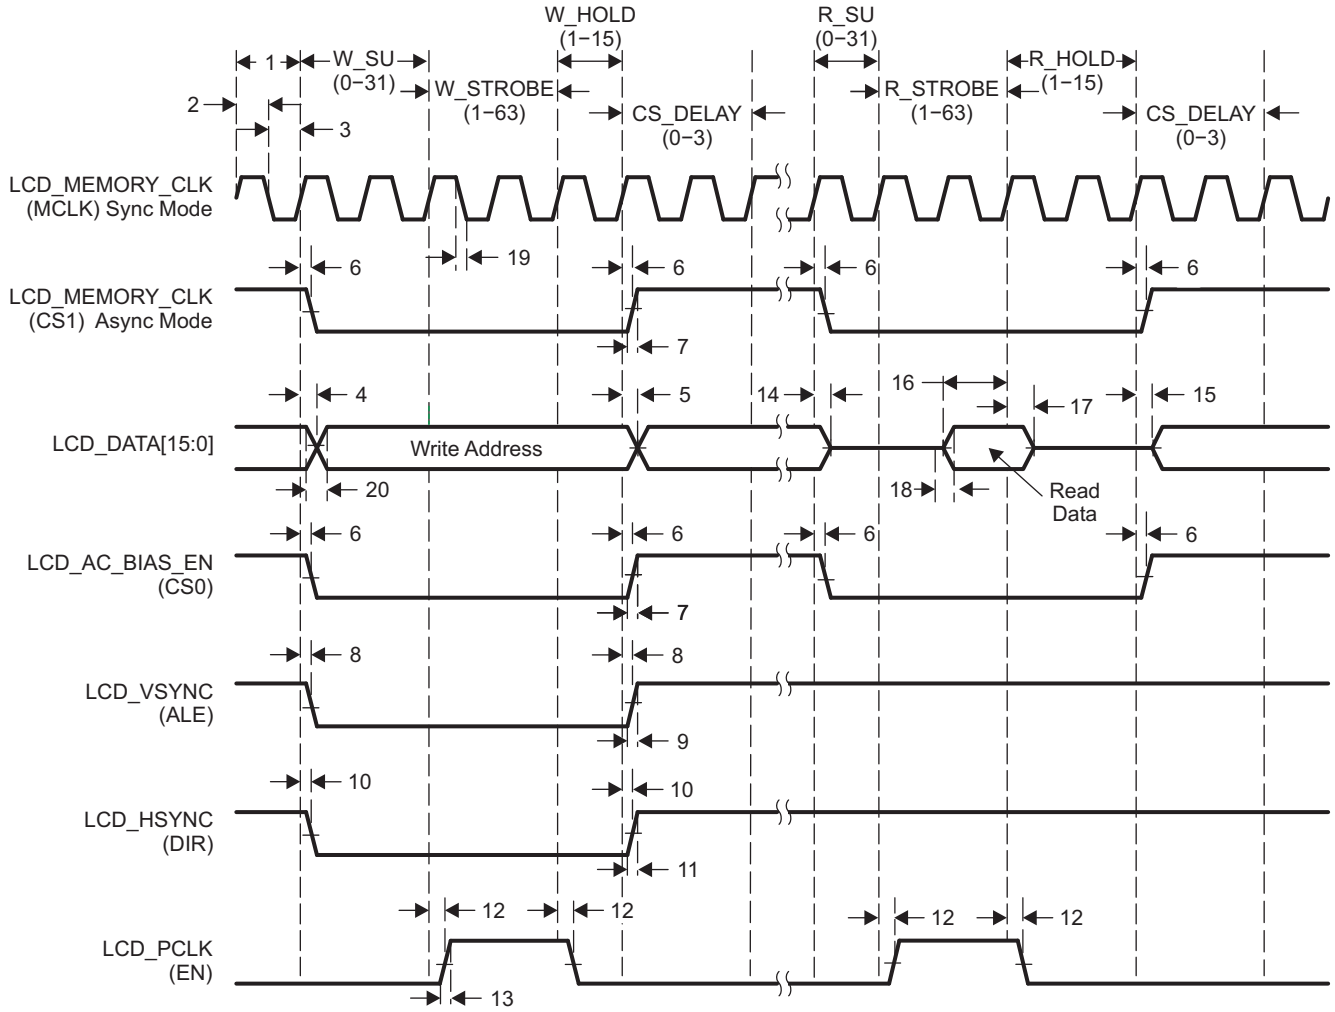 W_HOLD
(1−15)
R_SU
(0−31)
1
W_SU
(0−31)
R_HOLD
(1−15)
2
W_STROBE
(1−63)
R_STROBE
(1−63)
3
CS_DELAY
(0−3)
CS_DELAY
(0−3)
LCD_MEMORY_CLK
(MCLK) Sync Mode
19
6
6
6
6
LCD_MEMORY_CLK
(CS1) Async Mode
7
4
5
14
16
17
15
LCD_DATA[15:0]
Write Address
20
18
Read
Data
6
6
6
6
LCD_AC_BIAS_EN
(CS0)
7
8
8
LCD_VSYNC
(ALE)
9
10
10
LCD_HSYNC
(DIR)
11
12
12
12
12
LCD_PCLK
(EN)
13